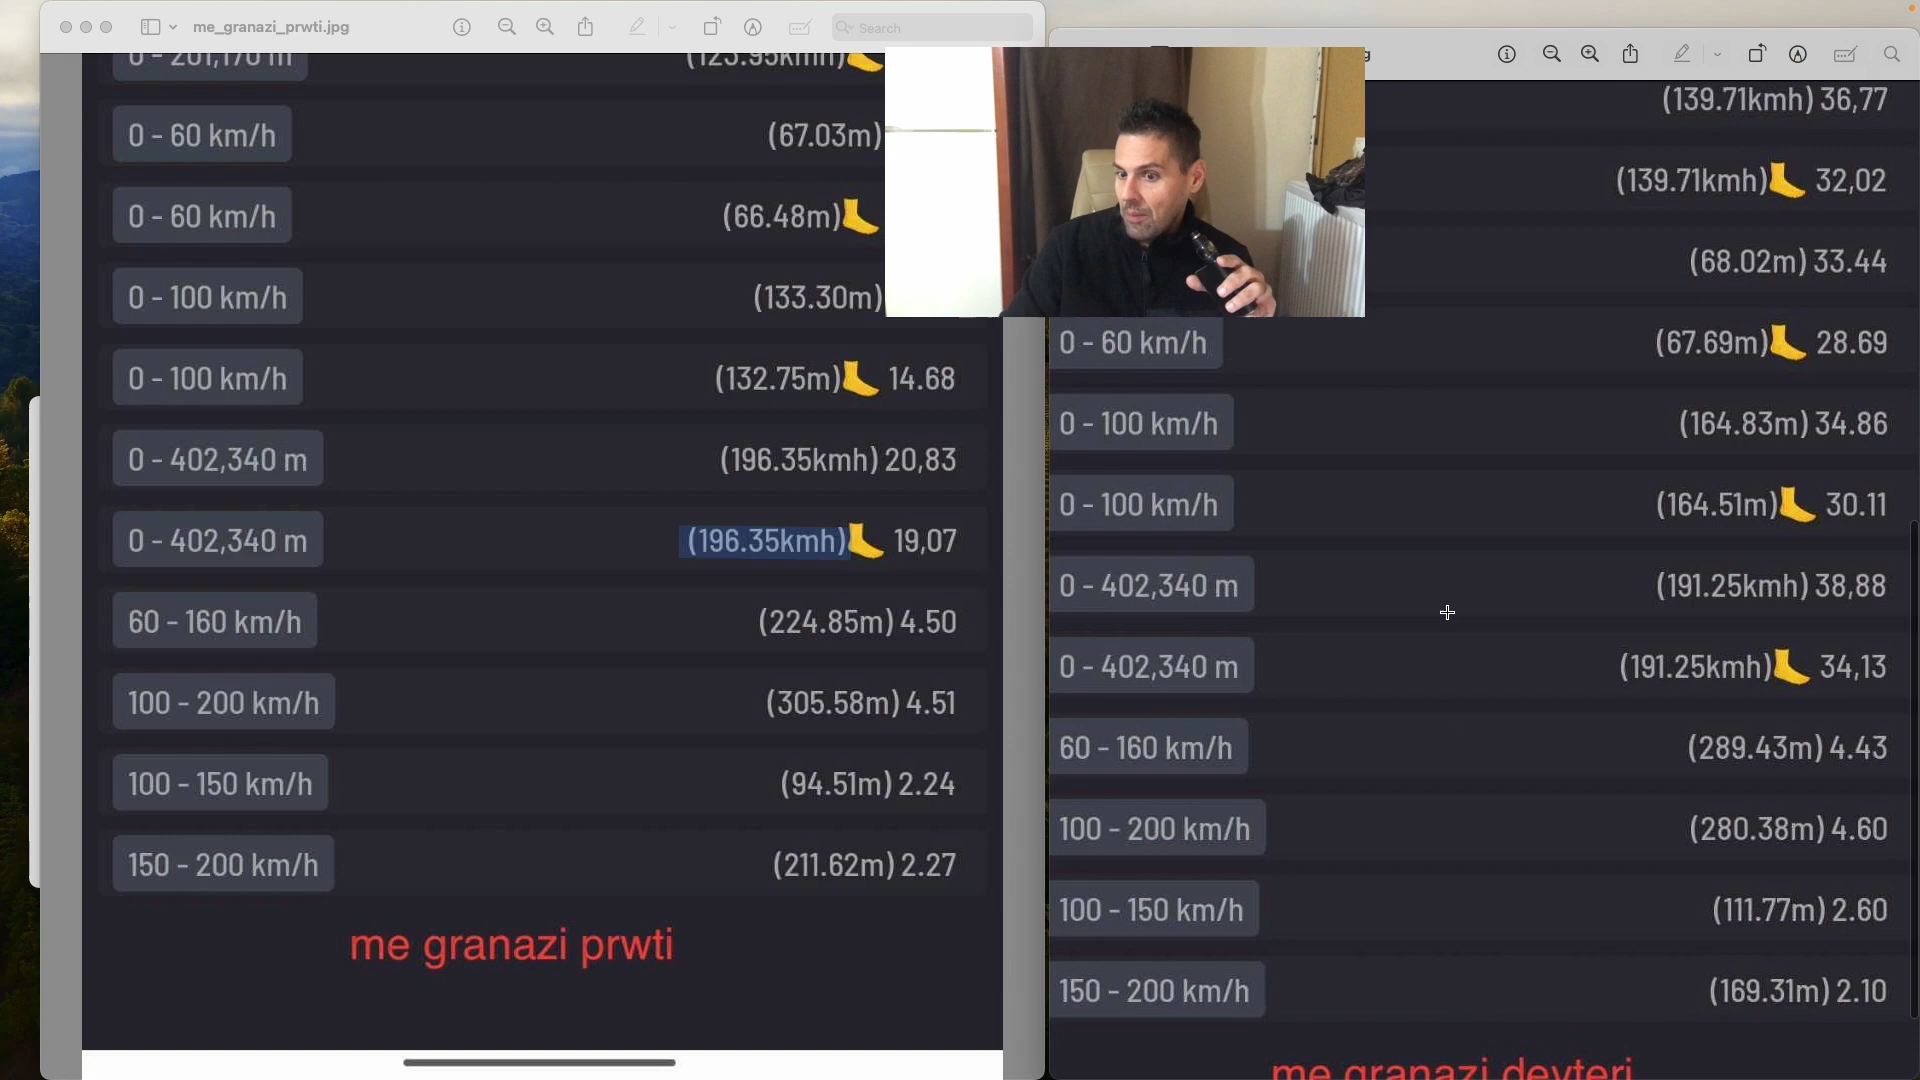 me_granazi_prwti.jpg
Search
0 - 201,170 m (123.95kmh)
0 - 60 km/h (67.03m)
0 - 60 km/h (66.48m)
0 - 100 km/h (133.30m)
0 - 100 km/h (132.75m) 14.68
0 - 402,340 m (196.35kmh) 20,83
0 - 402,340 m (196.35kmh) 19,07
60 - 160 km/h (224.85m) 4.50
100 - 200 km/h (305.58m) 4.51
100 - 150 km/h (94.51m) 2.24
150 - 200 km/h (211.62m) 2.27
me granazi prwti
(139.71kmh) 36,77
(139.71kmh) 32,02
(68.02m) 33.44
0 - 60 km/h (67.69m) 28.69
0 - 100 km/h (164.83m) 34.86
0 - 100 km/h (164.51m) 30.11
0 - 402,340 m (191.25kmh) 38,88
0 - 402,340 m (191.25kmh) 34,13
60 - 160 km/h (289.43m) 4.43
100 - 200 km/h (280.38m) 4.60
100 - 150 km/h (111.77m) 2.60
150 - 200 km/h (169.31m) 2.10
me granazi devteri